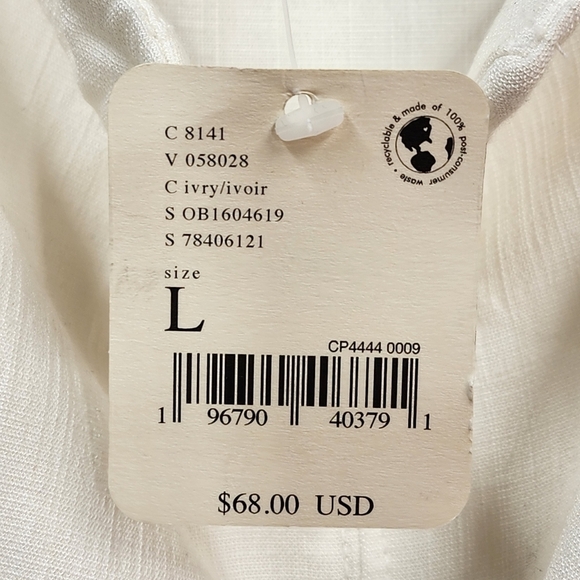 recyclable & made of 100% post-consumer waste •
C 8141
V 058028
C ivry/ivoir
S OB1604619
S 78406121
size
L
CP4444 0009
1 96790 40379 1
$68.00 USD